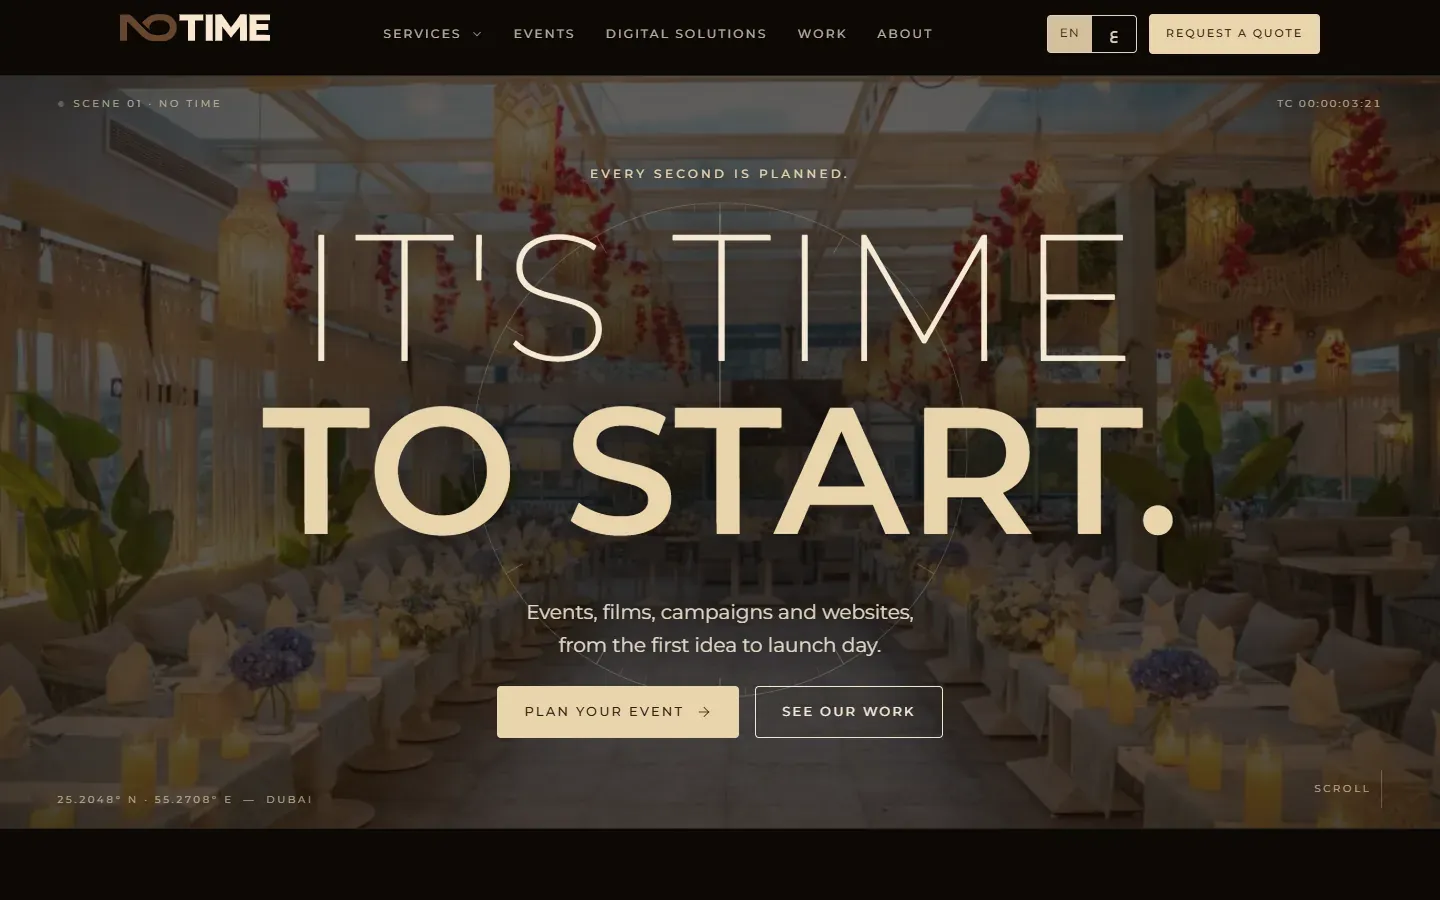 NO TIME
SERVICES
EVENTS
DIGITAL SOLUTIONS
WORK
ABOUT
EN
ع
REQUEST A QUOTE
SCENE 01 · NO TIME
TC 00:00:03:21
EVERY SECOND IS PLANNED.
IT'S TIME
TO START.
Events, films, campaigns and websites,
from the first idea to launch day.
PLAN YOUR EVENT →
SEE OUR WORK
25.2048° N · 55.2708° E — DUBAI
SCROLL